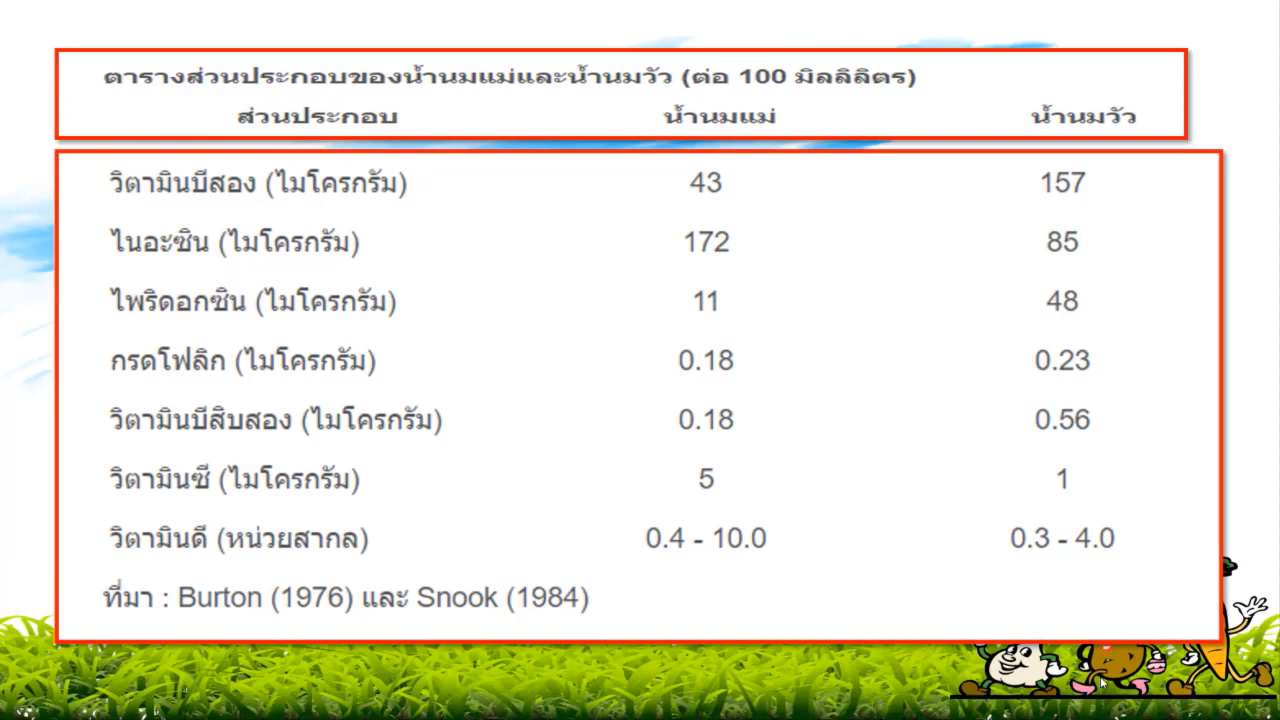 ตารางส่วนประกอบของน้ำนมแม่และน้ำนมวัว (ต่อ 100 มิลลิลิตร)
ส่วนประกอบ น้ำนมแม่ น้ำนมวัว
วิตามินบีสอง (ไมโครกรัม) 43 157
ไนอะซิน (ไมโครกรัม) 172 85
ไพริดอกซิน (ไมโครกรัม) 11 48
กรดโฟลิก (ไมโครกรัม) 0.18 0.23
วิตามินบีสิบสอง (ไมโครกรัม) 0.18 0.56
วิตามินซี (ไมโครกรัม) 5 1
วิตามินดี (หน่วยสากล) 0.4 - 10.0 0.3 - 4.0
ที่มา : Burton (1976) และ Snook (1984)